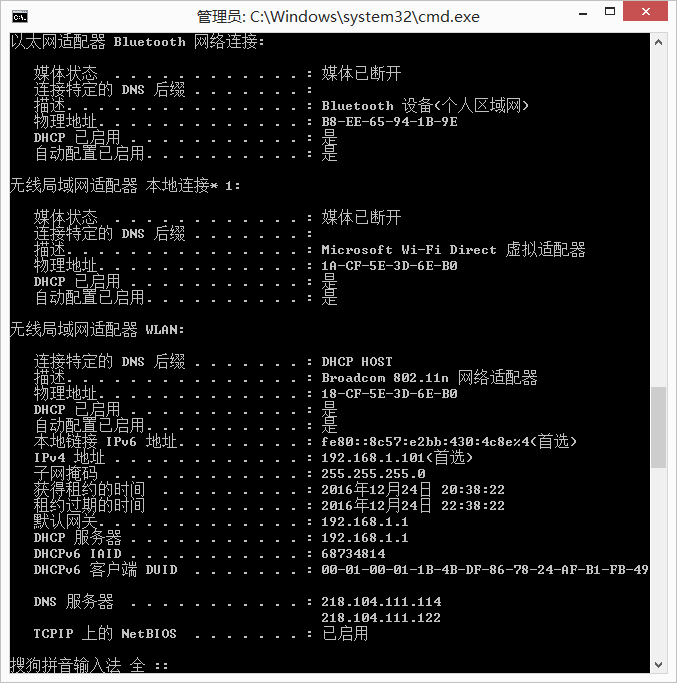 管理员: C:\Windows\system32\cmd.exe
以太网适配器 Bluetooth 网络连接:
媒体状态  . . . . . . . . . . . . : 媒体已断开
连接特定的 DNS 后缀 . . . . . . . :
描述. . . . . . . . . . . . . . . : Bluetooth 设备(个人区域网)
物理地址. . . . . . . . . . . . . : B8-EE-65-94-1B-9E
DHCP 已启用 . . . . . . . . . . . : 是
自动配置已启用. . . . . . . . . . : 是
无线局域网适配器 本地连接* 1:
媒体状态  . . . . . . . . . . . . : 媒体已断开
连接特定的 DNS 后缀 . . . . . . . :
描述. . . . . . . . . . . . . . . : Microsoft Wi-Fi Direct 虚拟适配器
物理地址. . . . . . . . . . . . . : 1A-CF-5E-3D-6E-B0
DHCP 已启用 . . . . . . . . . . . : 是
自动配置已启用. . . . . . . . . . : 是
无线局域网适配器 WLAN:
连接特定的 DNS 后缀 . . . . . . . : DHCP HOST
描述. . . . . . . . . . . . . . . : Broadcom 802.11n 网络适配器
物理地址. . . . . . . . . . . . . : 18-CF-5E-3D-6E-B0
DHCP 已启用 . . . . . . . . . . . : 是
自动配置已启用. . . . . . . . . . : 是
本地链接 IPv6 地址. . . . . . . . : fe80::8c57:e2bb:430:4c8e%4(首选)
IPv4 地址 . . . . . . . . . . . . : 192.168.1.101(首选)
子网掩码  . . . . . . . . . . . . : 255.255.255.0
获得租约的时间  . . . . . . . . . : 2016年12月24日 20:38:22
租约过期的时间  . . . . . . . . . : 2016年12月24日 22:38:22
默认网关. . . . . . . . . . . . . : 192.168.1.1
DHCP 服务器 . . . . . . . . . . . : 192.168.1.1
DHCPv6 IAID . . . . . . . . . . . : 68734814
DHCPv6 客户端 DUID  . . . . . . . : 00-01-00-01-1B-4B-DF-86-78-24-AF-B1-FB-49
DNS 服务器  . . . . . . . . . . . : 218.104.111.114
218.104.111.122
TCPIP 上的 NetBIOS  . . . . . . . : 已启用
搜狗拼音输入法 全 ::